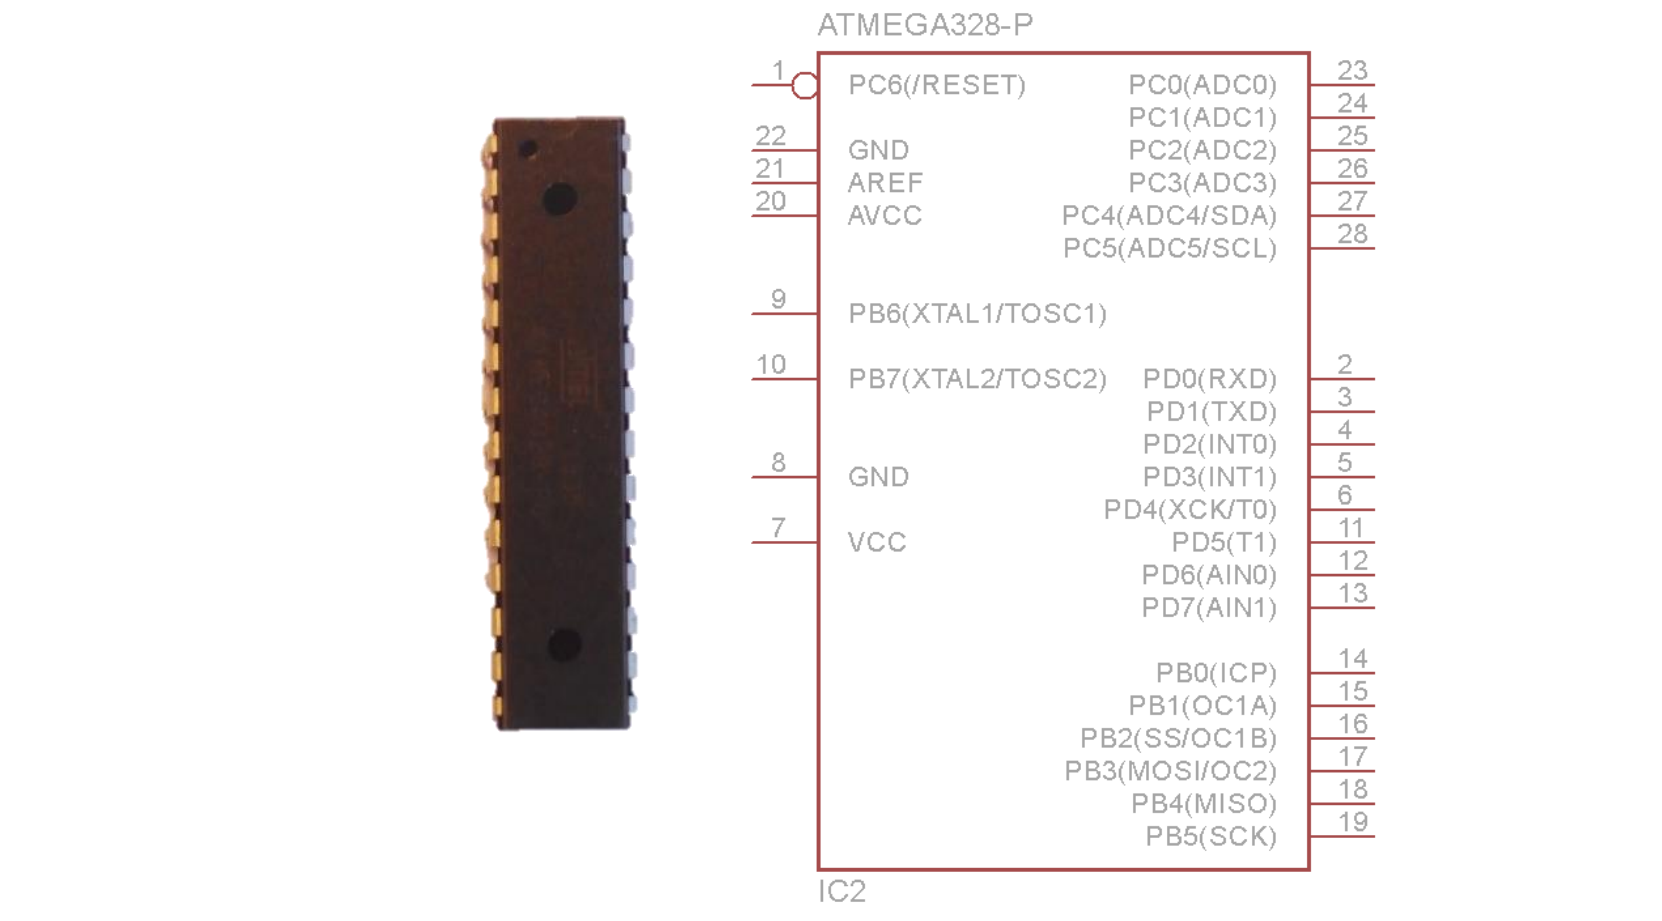 ATMEGA328-P
1 PC6(/RESET) PC0(ADC0) 23
PC1(ADC1) 24
22 GND PC2(ADC2) 25
21 AREF PC3(ADC3) 26
20 AVCC PC4(ADC4/SDA) 27
PC5(ADC5/SCL) 28
9 PB6(XTAL1/TOSC1)
10 PB7(XTAL2/TOSC2) PD0(RXD) 2
PD1(TXD) 3
PD2(INT0) 4
8 GND PD3(INT1) 5
PD4(XCK/T0) 6
7 VCC PD5(T1) 11
PD6(AIN0) 12
PD7(AIN1) 13
PB0(ICP) 14
PB1(OC1A) 15
PB2(SS/OC1B) 16
PB3(MOSI/OC2) 17
PB4(MISO) 18
PB5(SCK) 19
IC2